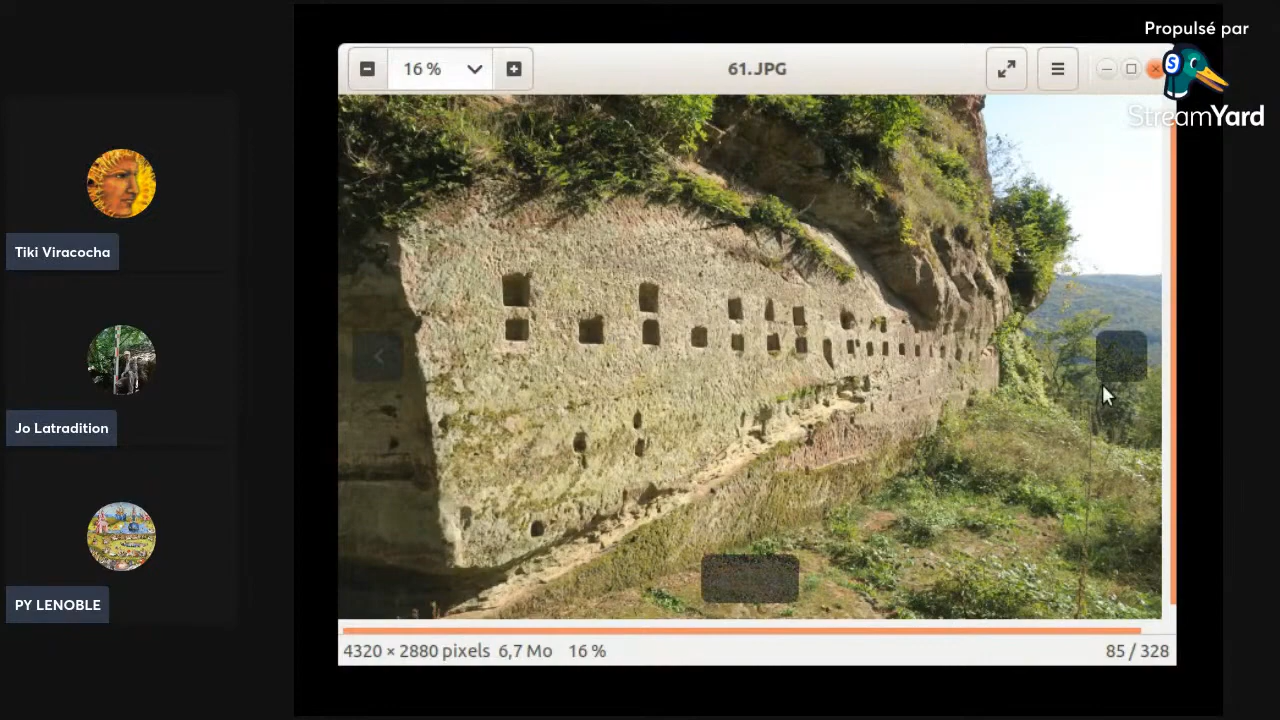 Propulsé par
StreamYard
16 %
61.JPG
Tiki Viracocha
Jo Latradition
PY LENOBLE
4320 × 2880 pixels 6,7 Mo 16 %
85 / 328